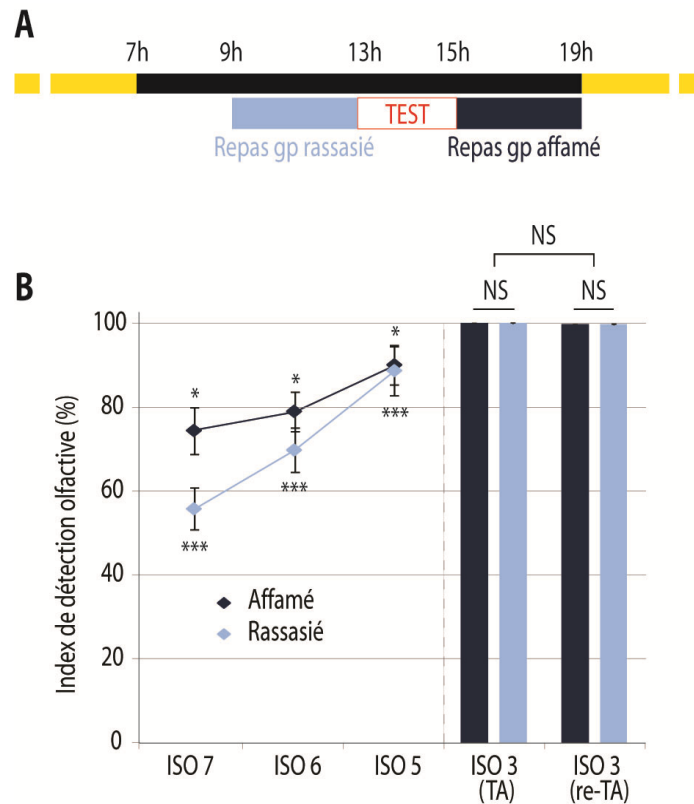 A
7h 9h 13h 15h 19h
TEST
Repas gp rassasié Repas gp affamé
B
NS
NS NS
100
80
60
40
20
0
Index de détection olfactive (%)
* * *
*** *** ***
Affamé
Rassasié
ISO 7 ISO 6 ISO 5 ISO 3 ISO 3
(TA) (re-TA)